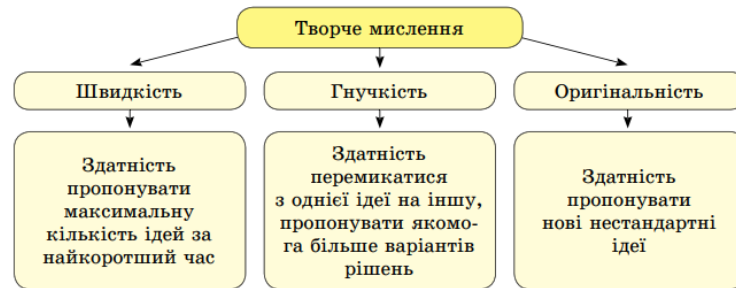 Творче мислення
Швидкість
Гнучкість
Оригінальність
Здатність
пропонувати
максимальну
кількість ідей за
найкоротший час
Здатність
перемикатися
з однієї ідеї на іншу,
пропонувати якомо-
га більше варіантів
рішень
Здатність
пропонувати
нові нестандартні
ідеї